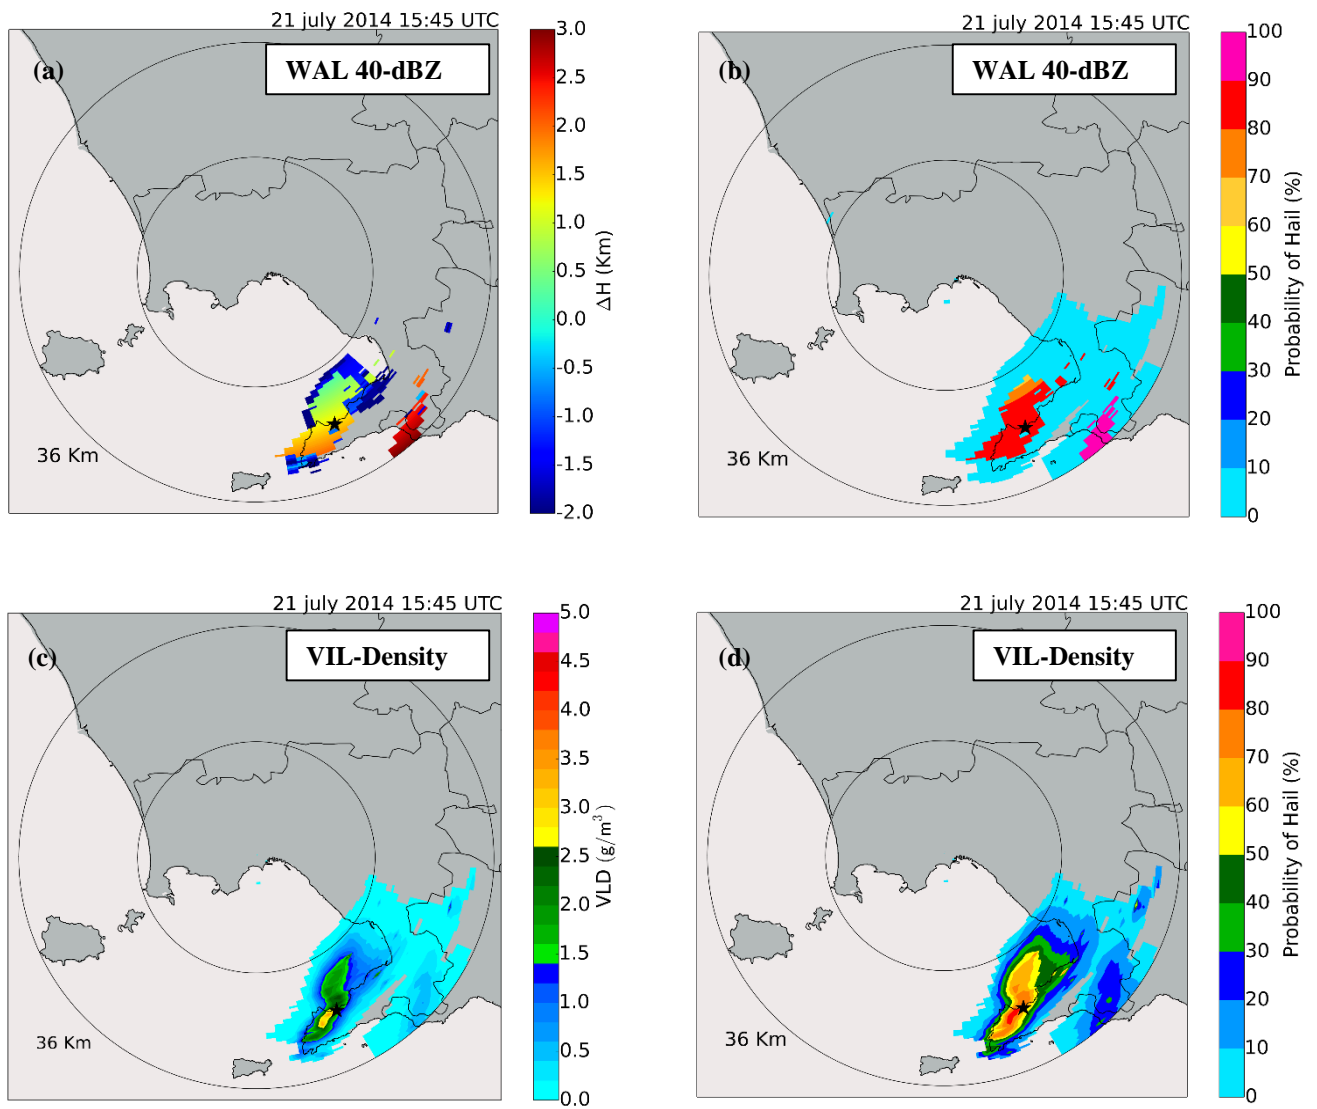 21 july 2014 15:45 UTC
(a)
WAL 40-dBZ
36 Km
3.0
2.5
2.0
1.5
1.0
0.5
0.0
-0.5
-1.0
-1.5
-2.0
ΔH (Km)
21 july 2014 15:45 UTC
(b)
WAL 40-dBZ
36 Km
100
90
80
70
60
50
40
30
20
10
0
Probability of Hail (%)
21 july 2014 15:45 UTC
(c)
VIL-Density
36 Km
5.0
4.5
4.0
3.5
3.0
2.5
2.0
1.5
1.0
0.5
0.0
VLD (g/m³)
21 july 2014 15:45 UTC
(d)
VIL-Density
36 Km
100
90
80
70
60
50
40
30
20
10
0
Probability of Hail (%)